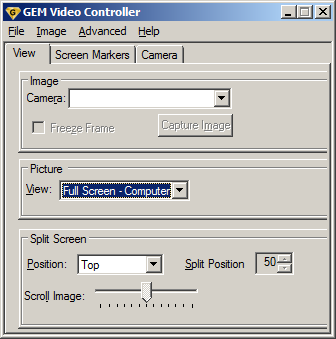 GEM Video Controller
File Image Advanced Help
View Screen Markers Camera
Image
Camera:
Freeze Frame Capture Image
Picture
View: Full Screen - Computer
Split Screen
Position: Top Split Position 50
Scroll Image: